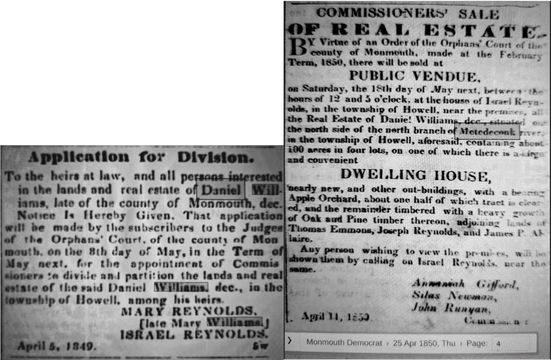 Application for Division.
To the heirs at law, and all persons interested
in the lands and real estate of Daniel Will-
iams, late of the county of Monmouth, dec.
Notice Is Hereby Given. That application
will be made by the subscribers to the Judges
of the Orphans' Court, of the county of Mon
mouth, on the 8th day of May, in the Term of
May next, for the appointment of Commis
sioners to divide and partition the lands and real
estate of the said Daniel Williams, dec., in the
township of Howell, among his heirs.
MARY REYNOLDS,
[late Mary Williams]
ISRAEL REYNOLDS.
April 5, 1849. 5w
COMMISSIONERS' SALE
OF REAL ESTATE.
BY Virtue of an Order of the Orphans' Court of the
county of Monmouth, made at the February
Term, 1850, there will be sold at
PUBLIC VENDUE,
on Saturday, the 18th day of May next, between the
hours of 12 and 5 o'clock, at the house of Israel Reyn-
olds, in the township of Howell, near the premises, all
the Real Estate of Daniel Williams, dec., situated on
the north side of the north branch of Metedeconk river,
in the township of Howell, aforesaid, containing about
100 acres in four lots, on one of which there is a large
and convenient
DWELLING HOUSE,
nearly new, and other out-buildings, with a bearing
Apple Orchard, about one half of which tract is clear-
ed, and the remainder timbered with a heavy growth
of Oak and Pine timber thereon, adjoining lands of
Thomas Emmons, Joseph Reynolds, and James P. Al-
laire.
Any person wishing to view the premises, will be
shown them by calling on Israel Reynolds, near the
same.
Gifford,
Silas Newman,
John Runyan,
April 11, 1850.
Monmouth Democrat › 25 Apr 1850, Thu › Page: 4